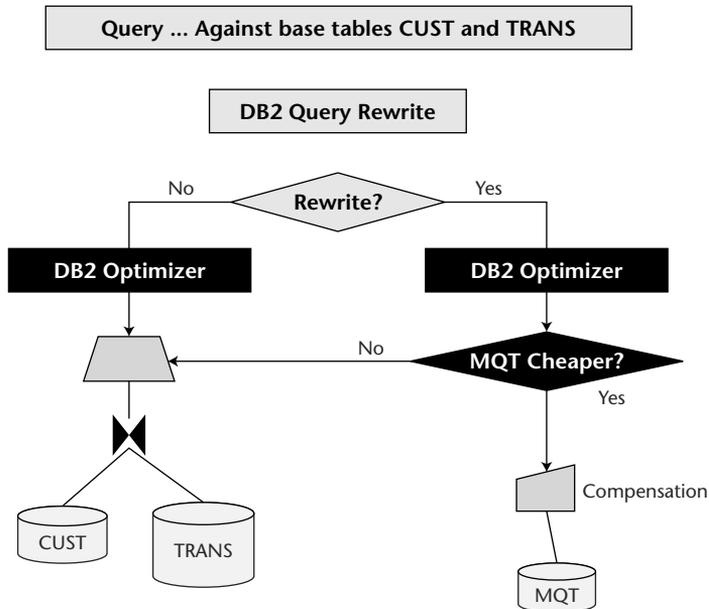 Query ... Against base tables CUST and TRANS
DB2 Query Rewrite
No
Rewrite?
Yes
DB2 Optimizer
DB2 Optimizer
No
MQT Cheaper?
Yes
Compensation
CUST
TRANS
MQT